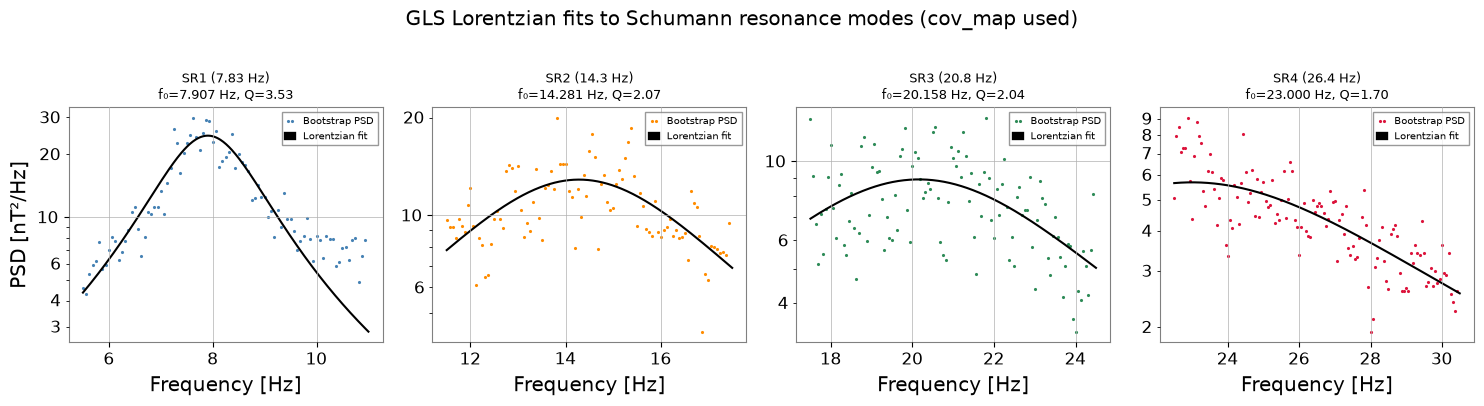 GLS Lorentzian fits to Schumann resonance modes (cov_map used)
SR1 (7.83 Hz)
f₀=7.907 Hz, Q=3.53
SR2 (14.3 Hz)
f₀=14.281 Hz, Q=2.07
SR3 (20.8 Hz)
f₀=20.158 Hz, Q=2.04
SR4 (26.4 Hz)
f₀=23.000 Hz, Q=1.70
PSD [nT²/Hz]
30
20
10
6
4
3
Bootstrap PSD
Lorentzian fit
6 8 10
Frequency [Hz]
20
10
6
Bootstrap PSD
Lorentzian fit
12 14 16
Frequency [Hz]
10
6
4
Bootstrap PSD
Lorentzian fit
18 20 22 24
Frequency [Hz]
9
8
7
6
5
4
3
2
Bootstrap PSD
Lorentzian fit
24 26 28 30
Frequency [Hz]